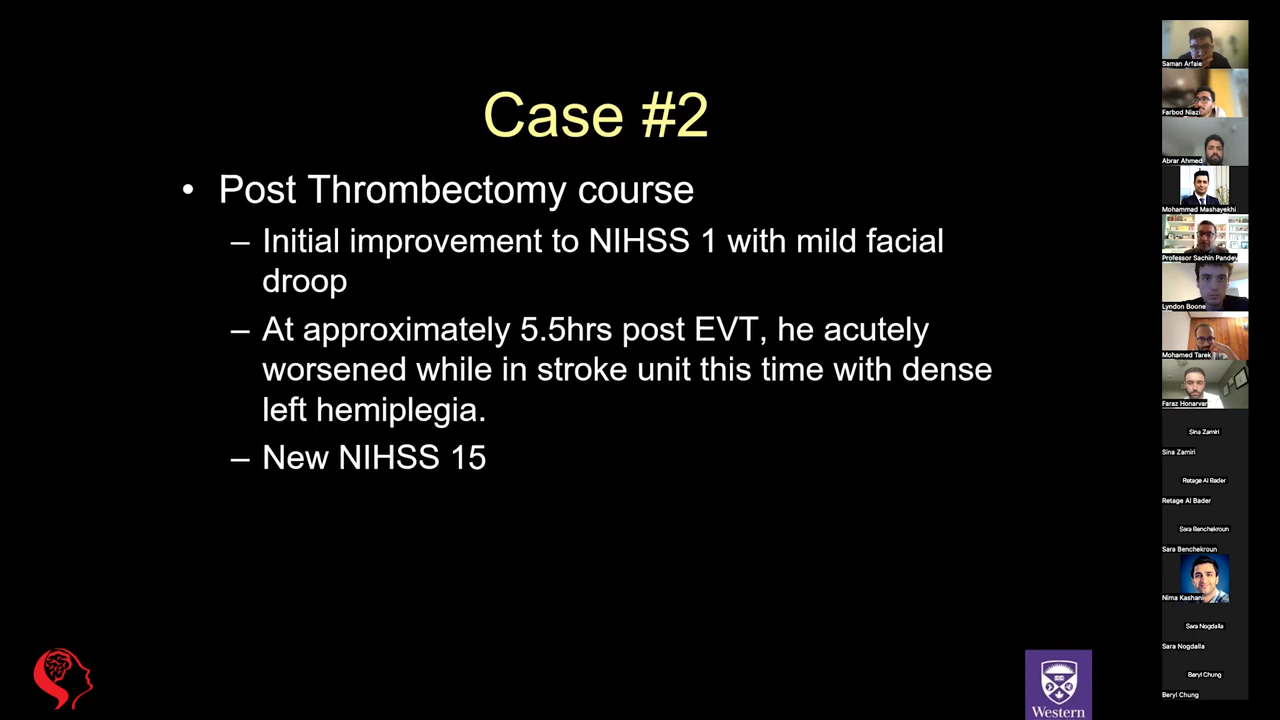 Case #2
• Post Thrombectomy course
– Initial improvement to NIHSS 1 with mild facial
droop
– At approximately 5.5hrs post EVT, he acutely
worsened while in stroke unit this time with dense
left hemiplegia.
– New NIHSS 15
Western
Saman Arfaie
Farbod Niazi
Abrar Ahmed
Mohammad Mashayekhi
Professor Sachin Pandey
Lyndon Boone
Mohamed Tarek
Faraz Honarvar
Sina Zamiri
Sina Zamiri
Retage Al Bader
Retage Al Bader
Sara Benchekroun
Sara Benchekroun
Nima Kashani
Sara Nogdalla
Sara Nogdalla
Beryl Chung
Beryl Chung